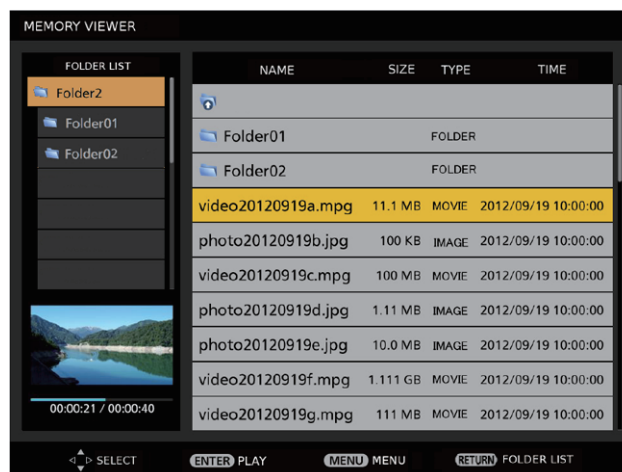 MEMORY VIEWER
FOLDER LIST
Folder2
Folder01
Folder02
00:00:21 / 00:00:40
NAME SIZE TYPE TIME
Folder01 FOLDER
Folder02 FOLDER
video20120919a.mpg 11.1 MB MOVIE 2012/09/19 10:00:00
photo20120919b.jpg 100 KB IMAGE 2012/09/19 10:00:00
video20120919c.mpg 100 MB MOVIE 2012/09/19 10:00:00
photo20120919d.jpg 1.11 MB IMAGE 2012/09/19 10:00:00
photo20120919e.jpg 10.0 MB IMAGE 2012/09/19 10:00:00
video20120919f.mpg 1.111 GB MOVIE 2012/09/19 10:00:00
video20120919g.mpg 111 MB MOVIE 2012/09/19 10:00:00
SELECT ENTER PLAY MENU MENU RETURN FOLDER LIST